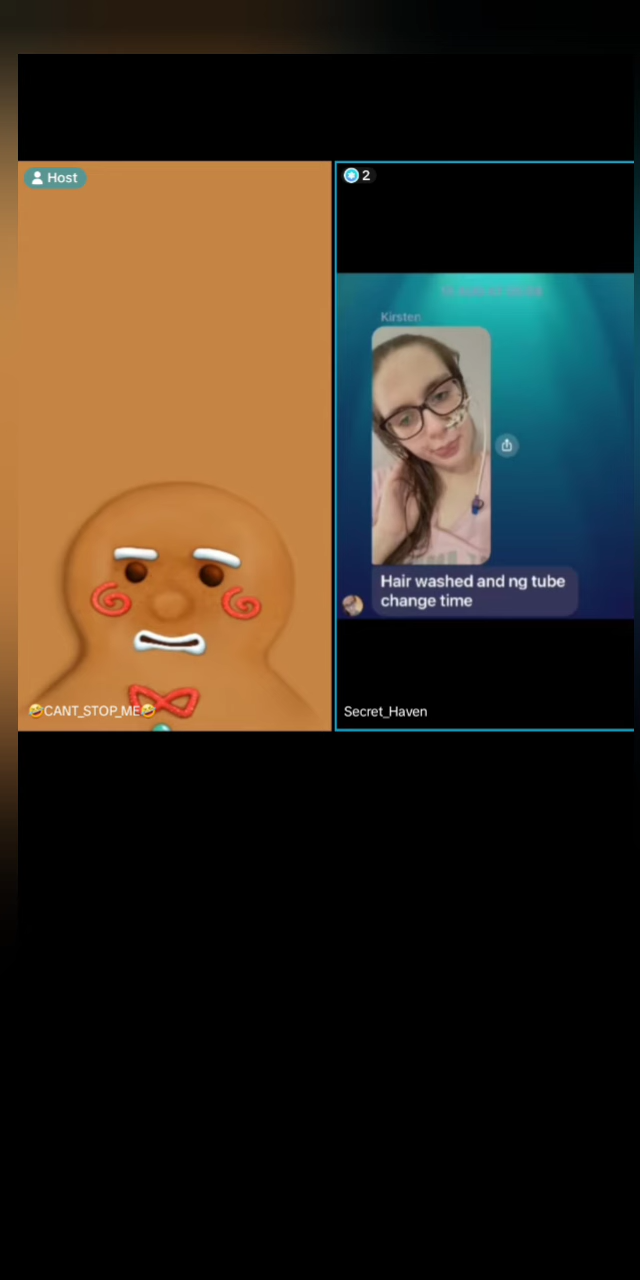 Host
2
Kirsten
Hair washed and ng tube
change time
🤣CANT_STOP_ME🤣
Secret_Haven